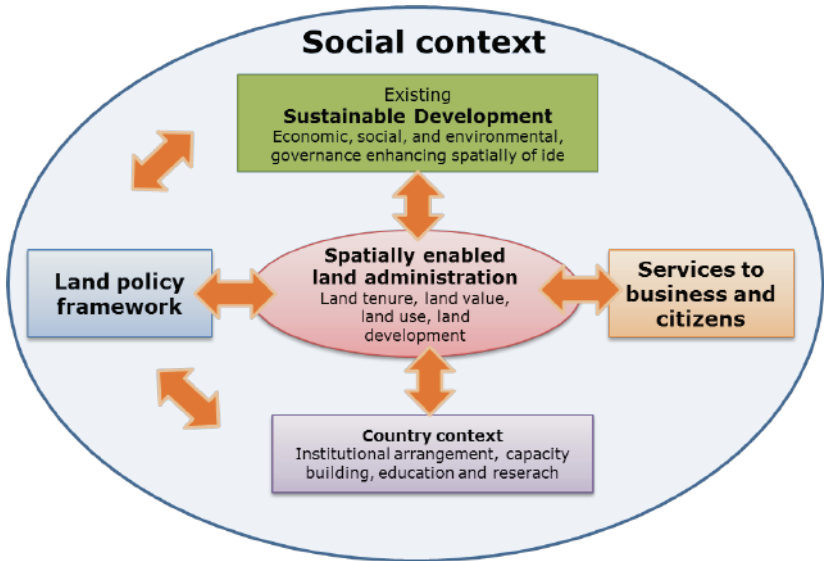 Social context
Existing
Sustainable Development
Economic, social, and environmental,
governance enhancing spatially of ide
Land policy
framework
Spatially enabled
land administration
Land tenure, land value,
land use, land
development
Services to
business and
citizens
Country context
Institutional arrangement, capacity
building, education and reserach